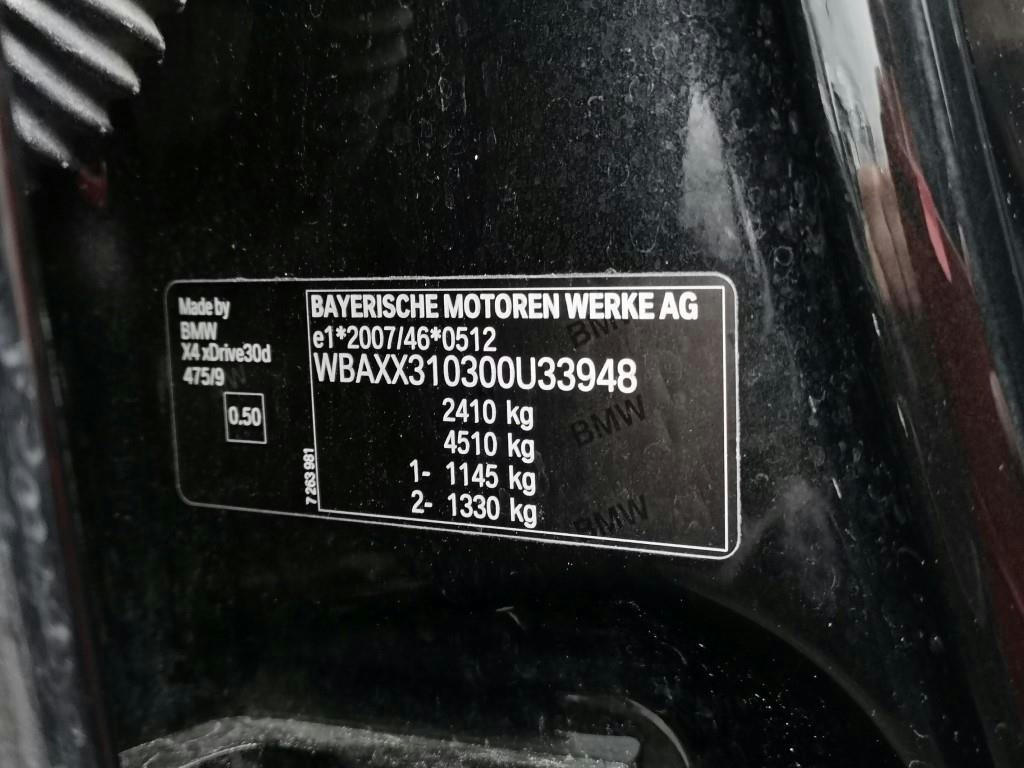 Made by
BMW
X4 xDrive30d
475/9
0.50
7 263 981
BAYERISCHE MOTOREN WERKE AG
e1*2007/46*0512
WBAXX310300U33948
2410 kg
4510 kg
1- 1145 kg
2- 1330 kg
BMW
BMW
BMW